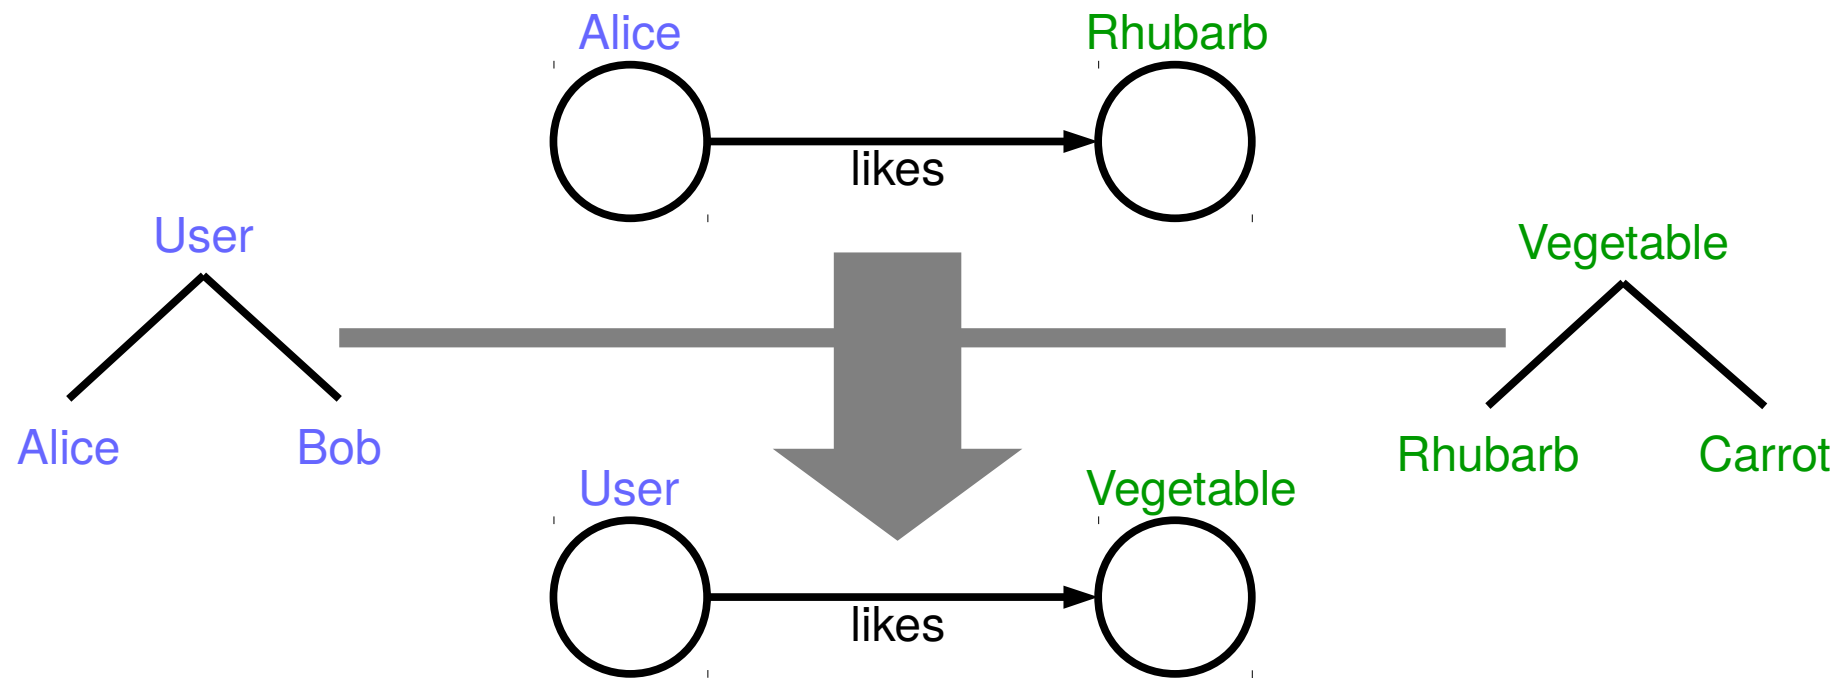 Alice
Rhubarb
likes
User
Vegetable
Alice
Bob
Rhubarb
Carrot
User
Vegetable
likes